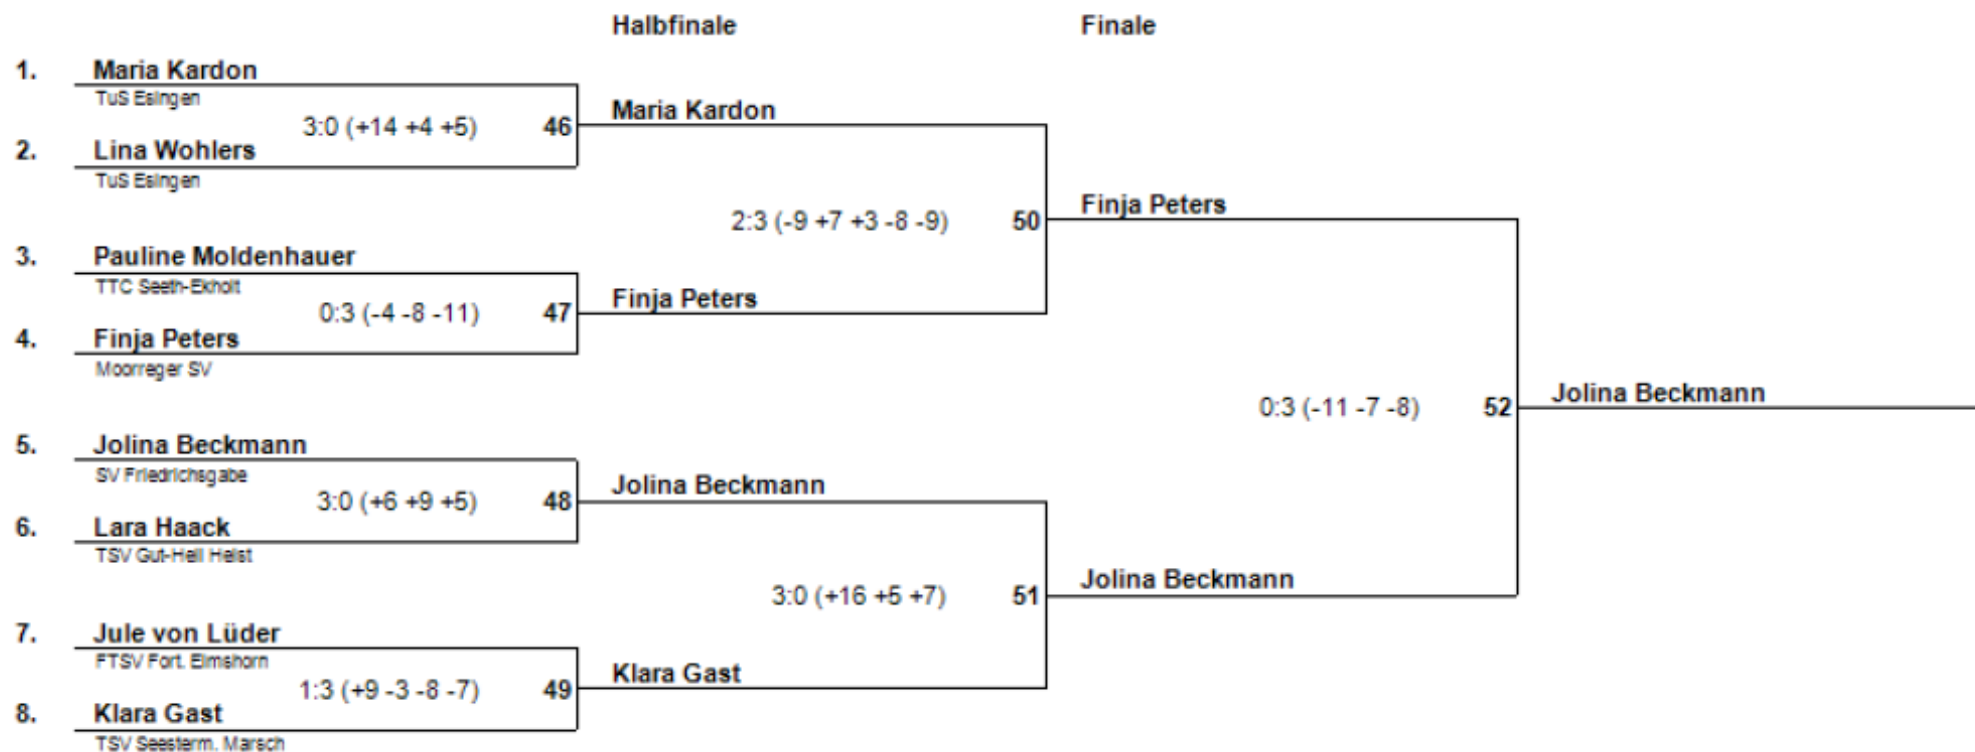 Halbfinale Finale
1. Maria Kardon
TuS Esingen
3:0 (+14 +4 +5) 46
Maria Kardon
2. Lina Wohlers
TuS Esingen
2:3 (-9 +7 +3 -8 -9) 50
Finja Peters
3. Pauline Moldenhauer
TTC Seeth-Ekholt
0:3 (-4 -8 -11) 47
Finja Peters
4. Finja Peters
Moorreger SV
0:3 (-11 -7 -8) 52
Jolina Beckmann
5. Jolina Beckmann
SV Friedrichsgabe
3:0 (+6 +9 +5) 48
Jolina Beckmann
6. Lara Haack
TSV Gut-Heil Heist
3:0 (+16 +5 +7) 51
Jolina Beckmann
7. Jule von Lüder
FTSV Fort. Elmshorn
1:3 (+9 -3 -8 -7) 49
Klara Gast
8. Klara Gast
TSV Seesterm. Marsch